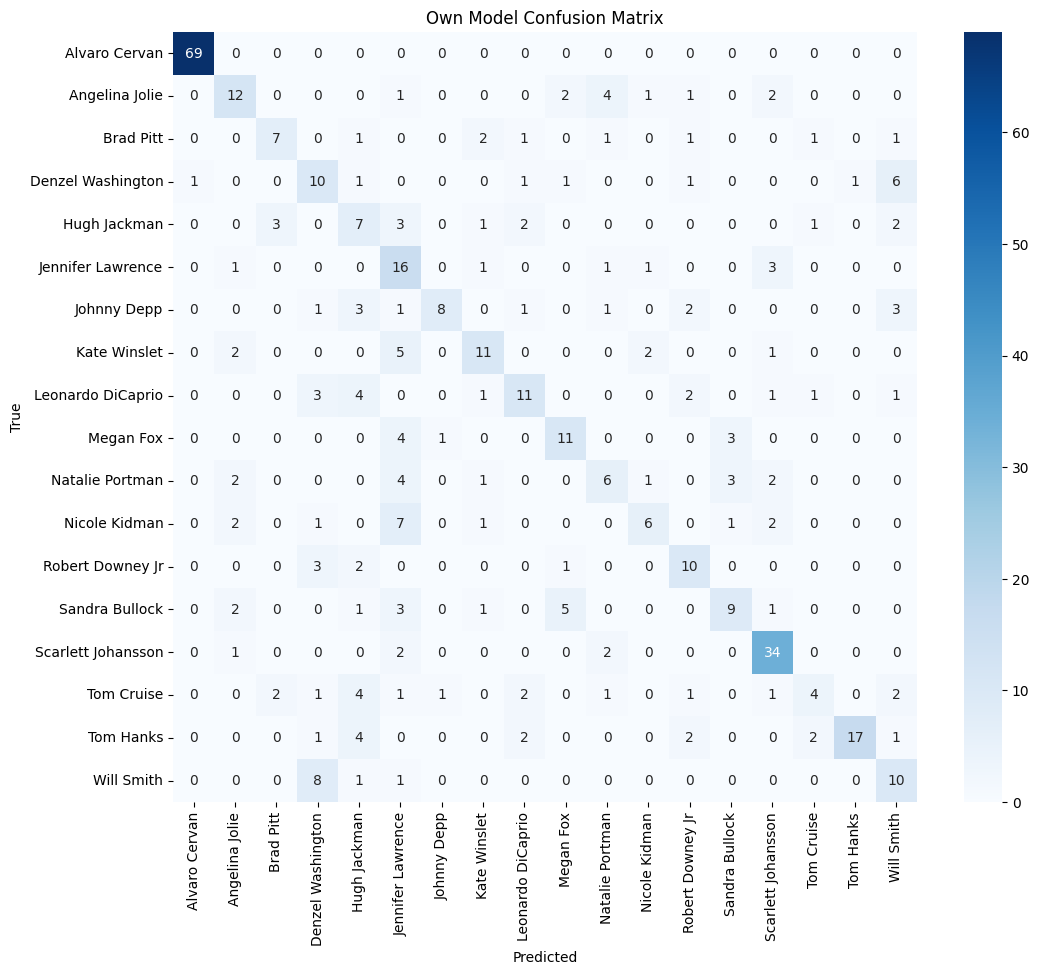 Own Model Confusion Matrix
Alvaro Cervan 69 0 0 0 0 0 0 0 0 0 0 0 0 0 0 0 0 0
Angelina Jolie 0 12 0 0 0 1 0 0 0 2 4 1 1 0 2 0 0 0
Brad Pitt 0 0 7 0 1 0 0 2 1 0 1 0 1 0 0 1 0 1
Denzel Washington 1 0 0 10 1 0 0 0 1 1 0 0 1 0 0 0 1 6
Hugh Jackman 0 0 3 0 7 3 0 1 2 0 0 0 0 0 0 1 0 2
Jennifer Lawrence 0 1 0 0 0 16 0 1 0 0 1 1 0 0 3 0 0 0
Johnny Depp 0 0 0 1 3 1 8 0 1 0 1 0 2 0 0 0 0 3
Kate Winslet 0 2 0 0 0 5 0 11 0 0 0 2 0 0 1 0 0 0
Leonardo DiCaprio 0 0 0 3 4 0 0 1 11 0 0 0 2 0 1 1 0 1
Megan Fox 0 0 0 0 0 4 1 0 0 11 0 0 0 3 0 0 0 0
Natalie Portman 0 2 0 0 0 4 0 1 0 0 6 1 0 3 2 0 0 0
Nicole Kidman 0 2 0 1 0 7 0 1 0 0 0 6 0 1 2 0 0 0
Robert Downey Jr 0 0 0 3 2 0 0 0 0 1 0 0 10 0 0 0 0 0
Sandra Bullock 0 2 0 0 1 3 0 1 0 5 0 0 0 9 1 0 0 0
Scarlett Johansson 0 1 0 0 0 2 0 0 0 0 2 0 0 0 34 0 0 0
Tom Cruise 0 0 2 1 4 1 1 0 2 0 1 0 1 0 1 4 0 2
Tom Hanks 0 0 0 1 4 0 0 0 2 0 0 0 2 0 0 2 17 1
Will Smith 0 0 0 8 1 1 0 0 0 0 0 0 0 0 0 0 0 10
True
Alvaro Cervan
Angelina Jolie
Brad Pitt
Denzel Washington
Hugh Jackman
Jennifer Lawrence
Johnny Depp
Kate Winslet
Leonardo DiCaprio
Megan Fox
Natalie Portman
Nicole Kidman
Robert Downey Jr
Sandra Bullock
Scarlett Johansson
Tom Cruise
Tom Hanks
Will Smith
Predicted
60
50
40
30
20
10
0